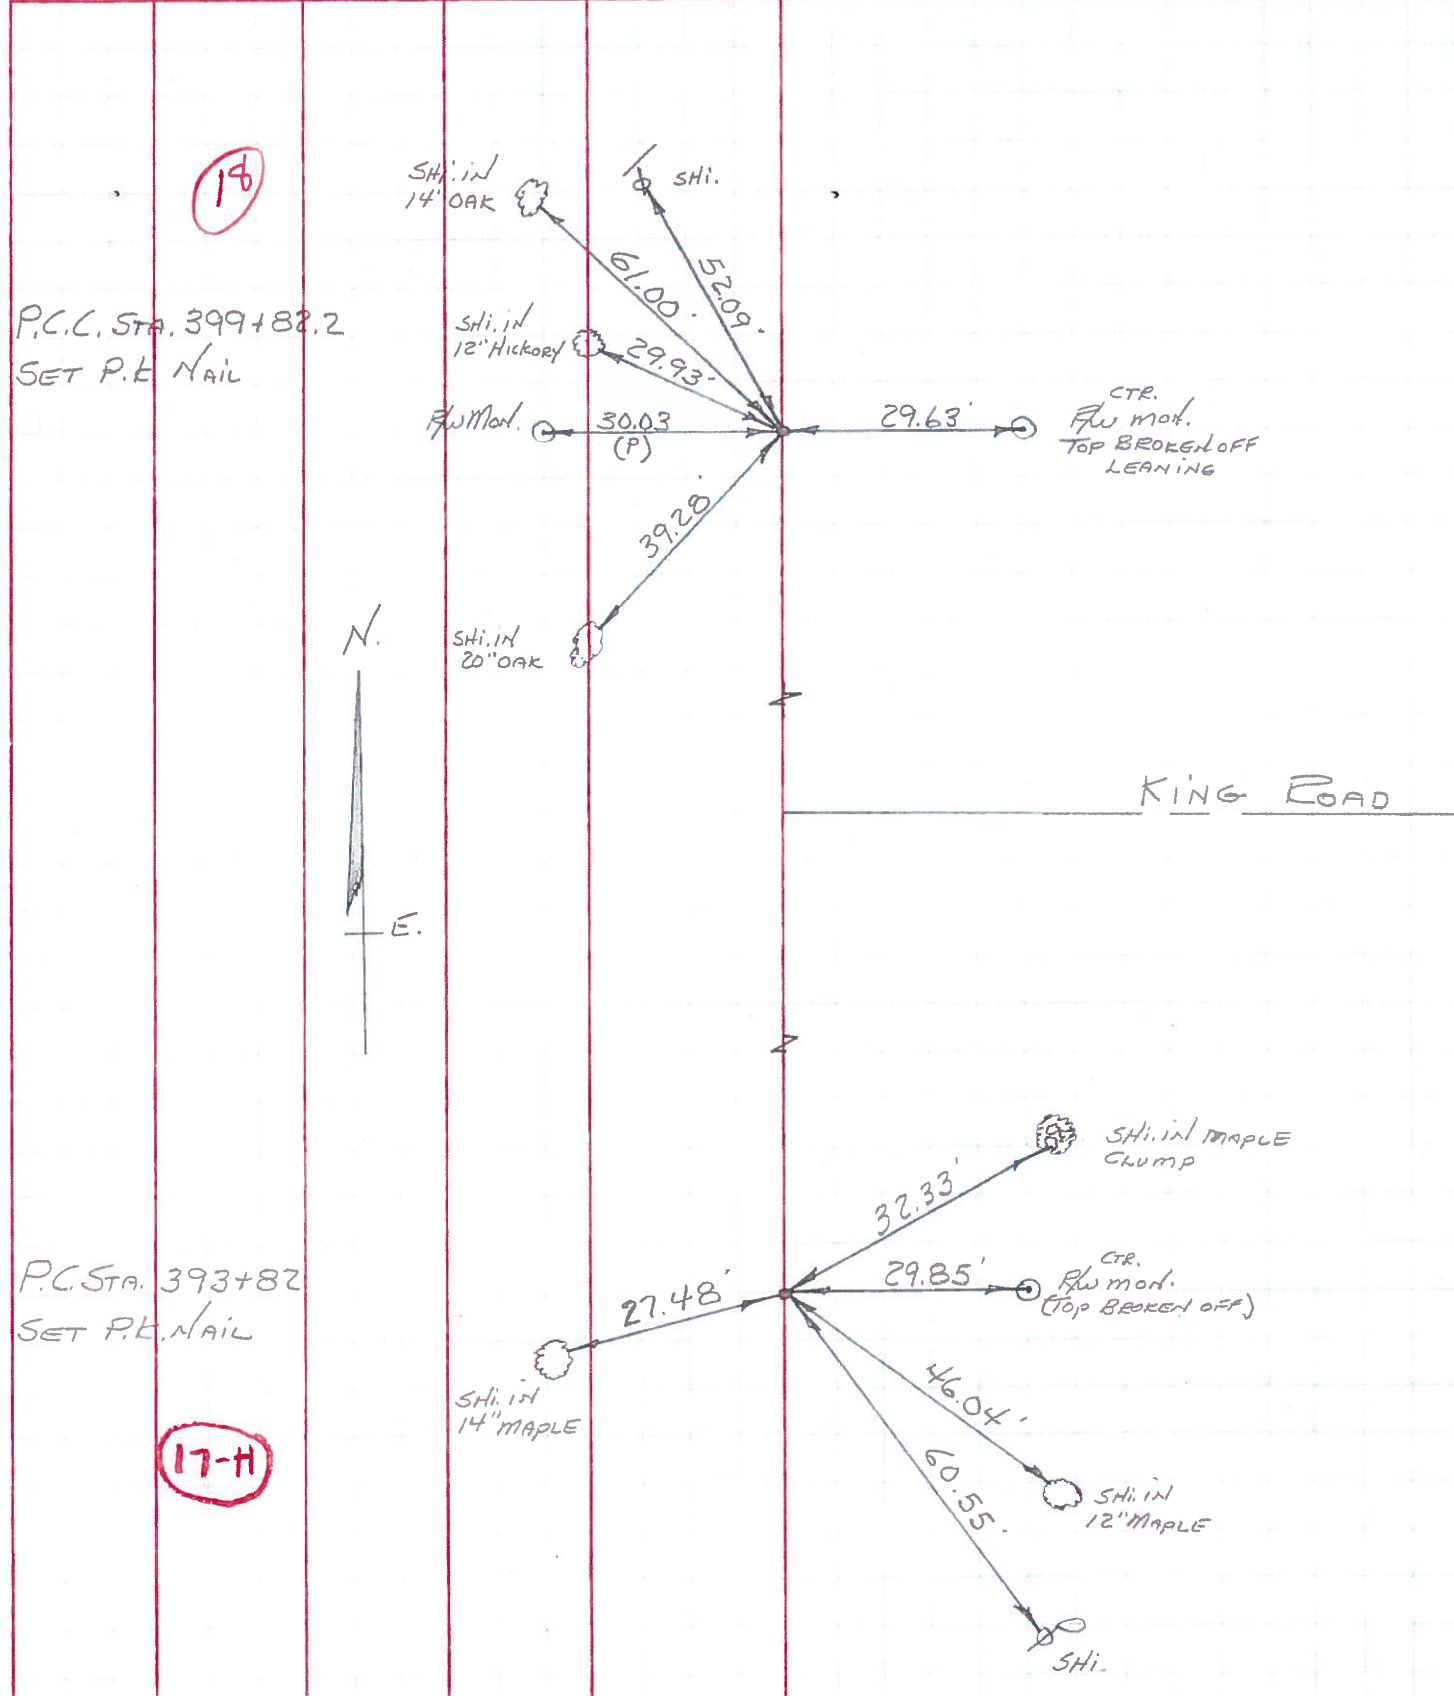 18
SHi. in
14" OAK
SHi.
61.00'
52.09'
P.C.C. STA. 399+82.2
SET P.K NAIL
SHi. IN
12" HICKORY
29.93'
R/W MON.
30.03
(P)
29.63'
CTR.
R/W MON.
TOP BROKEN OFF
LEANING
39.28'
N.
SHi. IN
20" OAK
KING ROAD
E.
SHi. IN MAPLE
CLUMP
32.33'
P.C. STA. 393+82
SET P.K. NAIL
27.48'
29.85'
CTR.
R/W MON.
(TOP BROKEN OFF)
SHi. IN
14" MAPLE
46.04'
17-H
60.55'
SHi. IN
12" MAPLE
SHi.